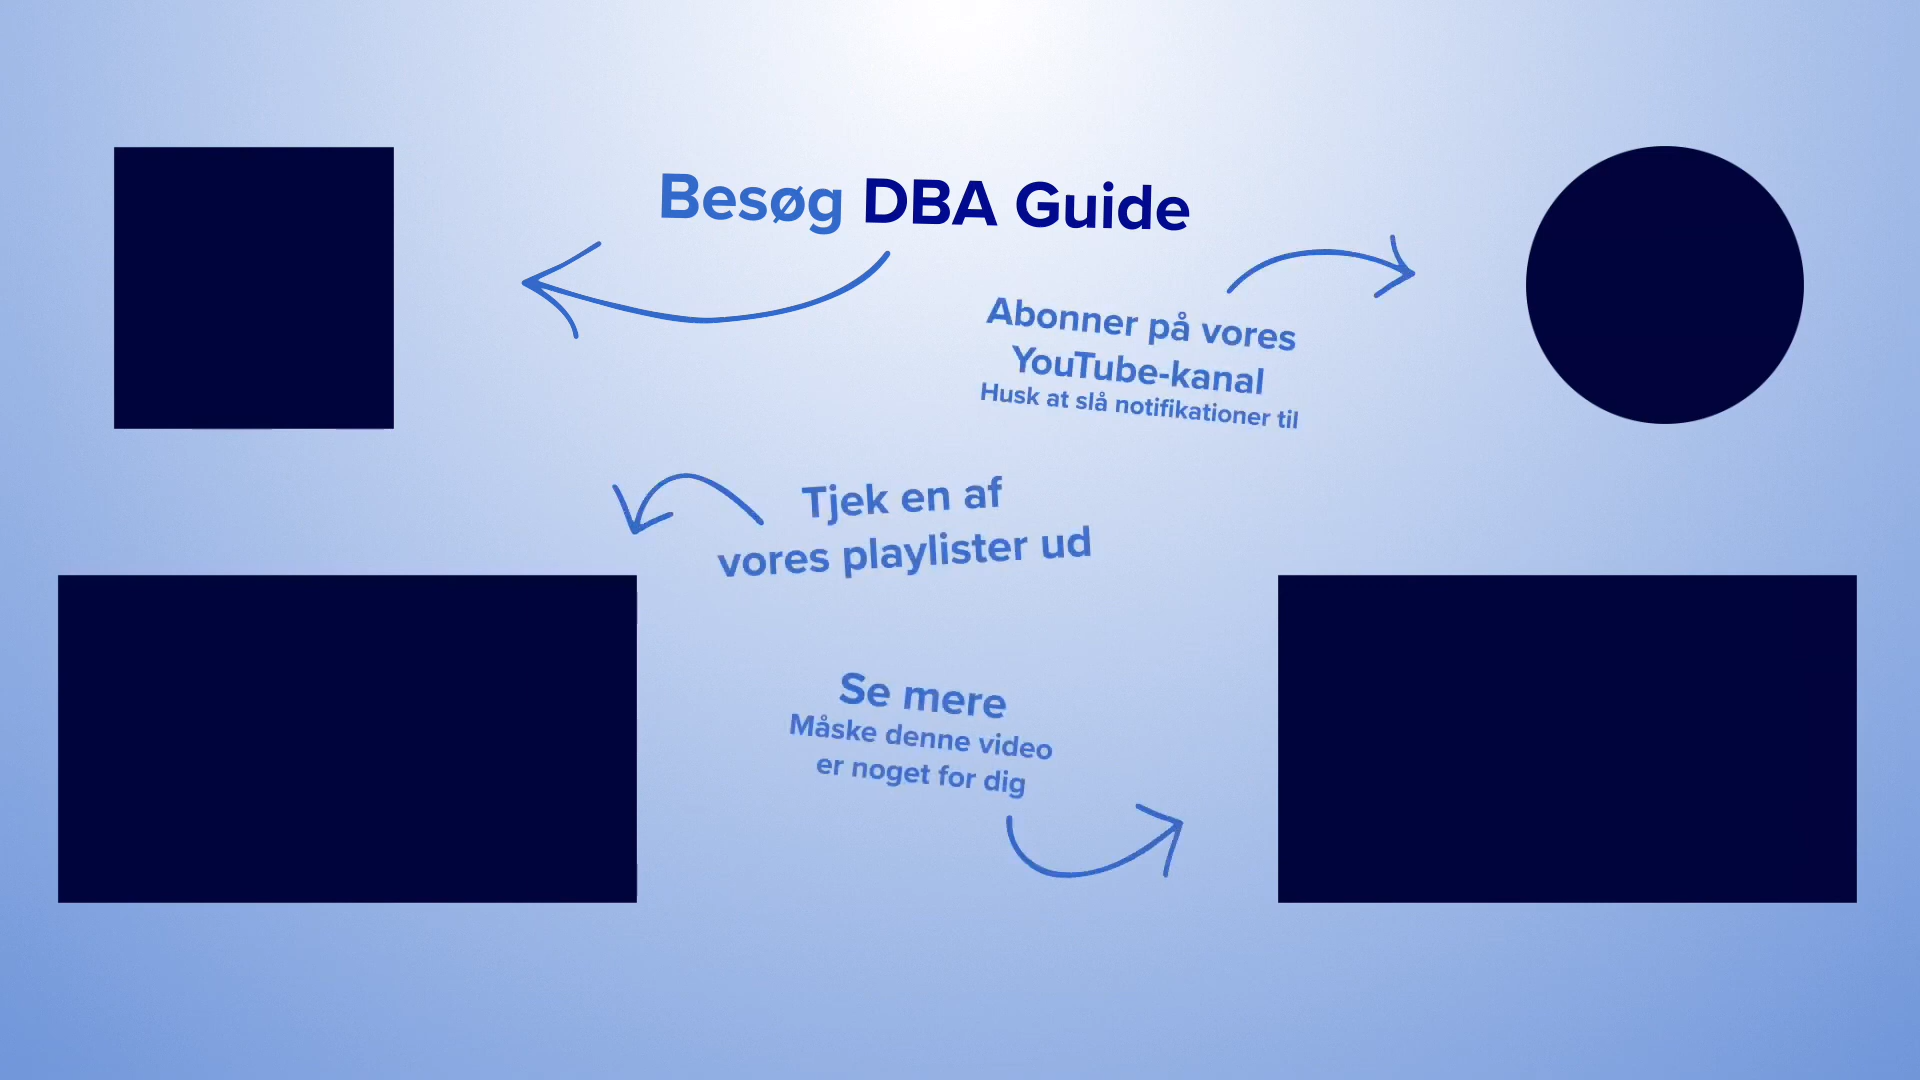 Besøg DBA Guide
Abonner på vores
YouTube-kanal
Husk at slå notifikationer til
Tjek en af
vores playlister ud
Se mere
Måske denne video
er noget for dig